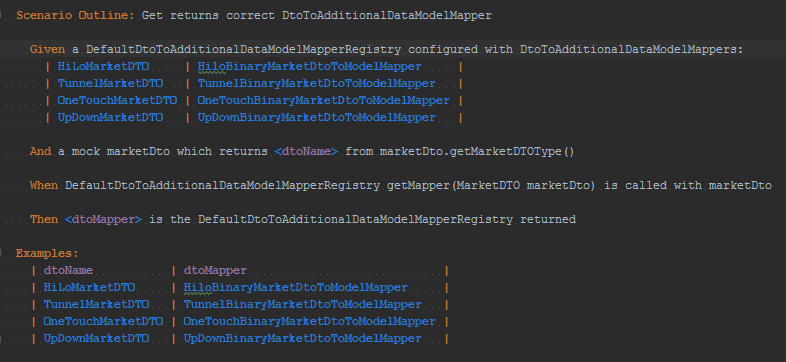 Scenario Outline: Get returns correct DtoToAdditionalDataModelMapper
Given a DefaultDtoToAdditionalDataModelMapperRegistry configured with DtoToAdditionalDataModelMappers:
| HiLoMarketDTO | HiloBinaryMarketDtoToModelMapper |
| TunnelMarketDTO | TunnelBinaryMarketDtoToModelMapper |
| OneTouchMarketDTO | OneTouchBinaryMarketDtoToModelMapper |
| UpDownMarketDTO | UpDownBinaryMarketDtoToModelMapper |
And a mock marketDto which returns <dtoName> from marketDto.getMarketDTOType()
When DefaultDtoToAdditionalDataModelMapperRegistry getMapper(MarketDTO marketDto) is called with marketDto
Then <dtoMapper> is the DefaultDtoToAdditionalDataModelMapperRegistry returned
Examples:
| dtoName | dtoMapper |
| HiLoMarketDTO | HiloBinaryMarketDtoToModelMapper |
| TunnelMarketDTO | TunnelBinaryMarketDtoToModelMapper |
| OneTouchMarketDTO | OneTouchBinaryMarketDtoToModelMapper |
| UpDownMarketDTO | UpDownBinaryMarketDtoToModelMapper |